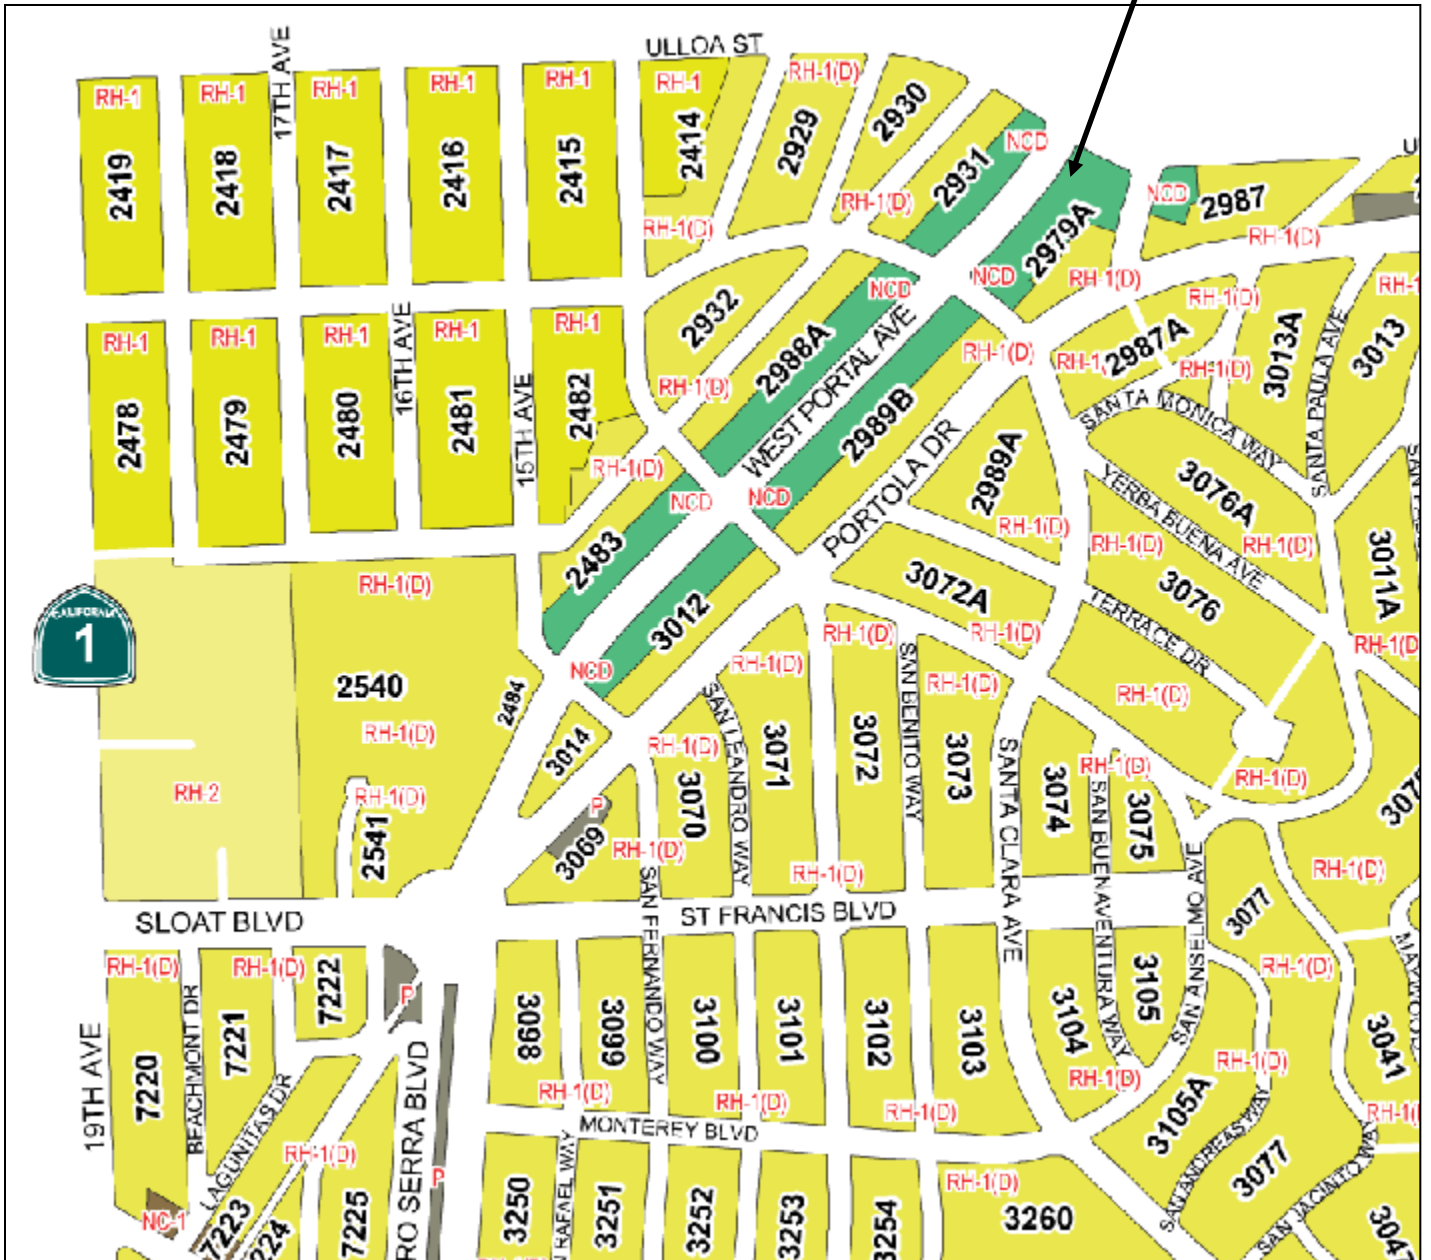 ULLOA ST
17TH AVE
RH-1
RH-1
RH-1
RH-1
RH-1
RH-1
RH-1(D)
2930
NCD
2419
2418
2417
2416
2415
2414
2929
2931
NCD
2987
RH-1(D)
RH-1(D)
RH-1(D)
2979A
NCD
RH-1(D)
NCD
RH-1(D)
2932
RH-1
RH-1
RH-1
16TH AVE
RH-1
RH-1
2988A
WEST PORTAL AVE
RH-1(D)
2987A
3013A
SANTA PAULA AVE
3013
RH-1(D)
RH-1(D)
RH-1(D)
2478
2479
2480
2481
15TH AVE
2482
2989B
SANTA MONICA WAY
RH-1(D)
NCD
NCD
PORTOLA DR
2989A
3076A
YERBA BUENA AVE
RH-1(D)
RH-1(D)
RH-1(D)
2483
3011A
RH-1(D)
CALIFORNIA
1
3012
3072A
3076
TERRACE DR
RH-1(D)
RH-1(D)
RH-1(D)
RH-1(D)
2540
NCD
SAN BENITO WAY
RH-1(D)
RH-1(D)
2484
SAN LEANDRO WAY
RH-1(D)
3014
RH-1(D)
3071
3072
3073
SANTA CLARA AVE
RH-1(D)
RH-1(D)
RH-2
RH-1(D)
2541
P
3069
3070
RH-1(D)
RH-1(D)
3074
SAN BUENAVENTURA WAY
3075
RH-1(D)
SAN ANSELMO AVE
SLOAT BLVD
SAN FERNANDO WAY
ST FRANCIS BLVD
3077
RH-1(D)
RH-1(D)
RH-1(D)
7222
P
19TH AVE
7220
BEACHMONT DR
7221
3098
3099
3100
3101
3102
3103
3104
3105
3041
LAGUNITAS DR
RH-1(D)
RH-1(D)
RH-1(D)
RH-1(D)
RH-1(D)
3105A
MONTEREY BLVD
RH-1(D)
P
RO SERRA BLVD
SAN ANDREAS WAY
3077
SAN JACINTO WAY
RH-1(D)
NC-1
7223
7225
3250
RAFAEL WAY
3251
3252
3253
3254
3260